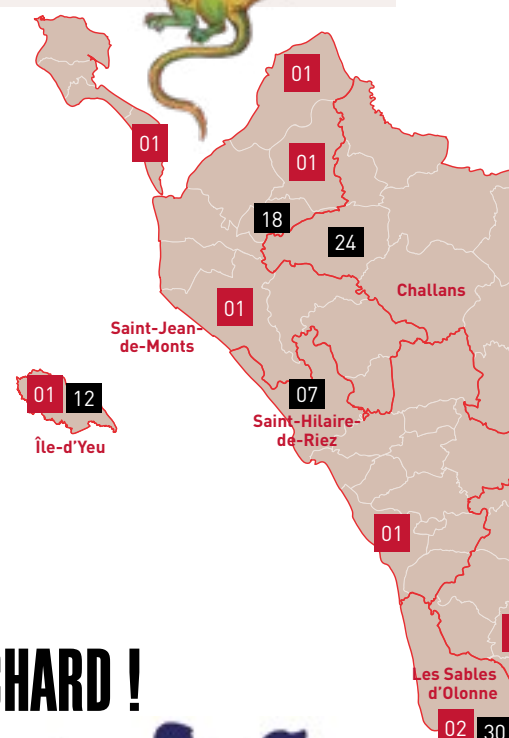 01
01
01
18
24
Challans
01
Saint-Jean-
de-Monts
01 12
Île-d'Yeu
07
Saint-Hilaire-
de-Riez
01
Les Sables
d'Olonne
02 30
CHARD !